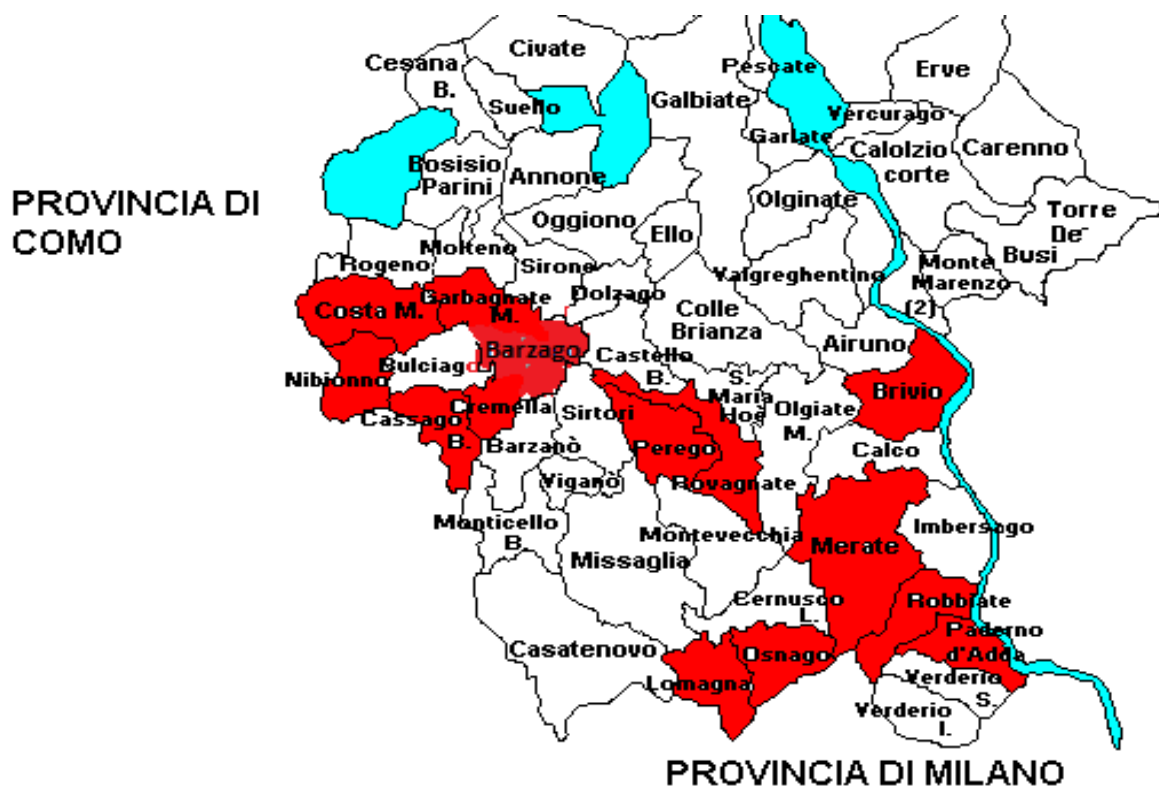 Civate
Cesana
B.
Suello
Pescate
Erve
Galbiate
Vercurago
Garlate
Bosisio
Parini
Annone
Calolzio
corte
Carenno
PROVINCIA DI
COMO
Oggiono
Ello
Olginate
Torre
De'
Busi
Molteno
Rogeno
Sirone
Dolzago
Valgreghentino
Monte
Marenzo
(2)
Costa M.
Garbagnate
M.
Colle
Brianza
Airuno
Barzago
Bulciago
Castello
B.
Nibionno
S.
Maria
Hoè
Brivio
Cremella
Sirtori
Olgiate
M.
Cassago
B.
Barzanò
Perego
Calco
Viganò
Rovagnate
Monticello
B.
Montevecchia
Imbersago
Missaglia
Merate
Cernusco
L.
Robbiate
Casatenovo
Osnago
Paderno
d'Adda
Lomagna
Verderio
S.
Verderio
I.
PROVINCIA DI MILANO